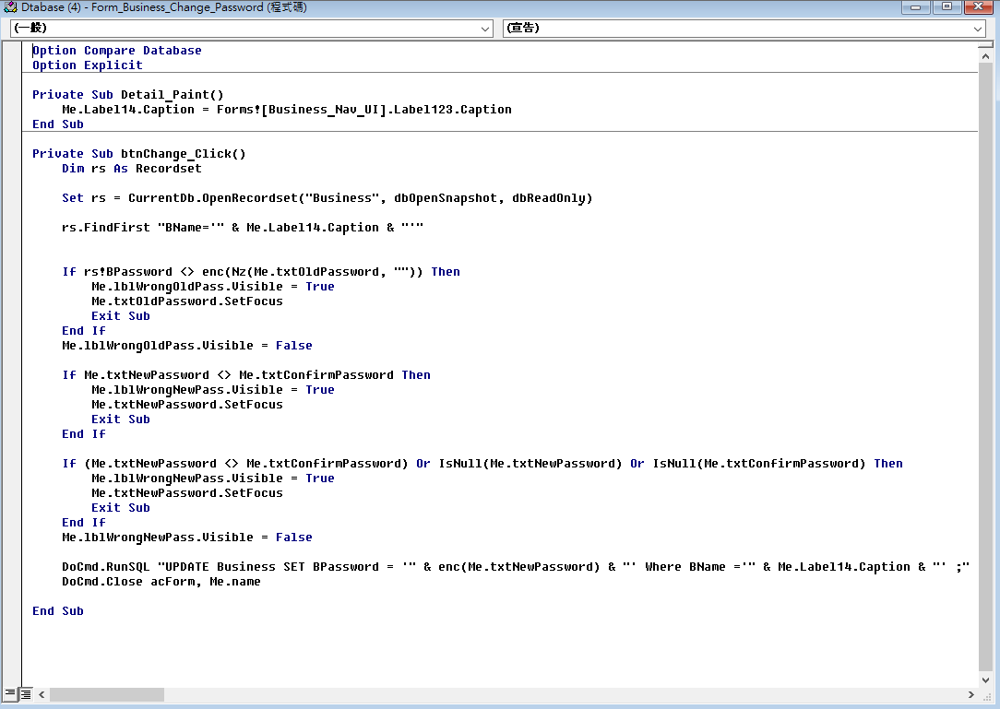 Dtabase (4) - Form_Business_Change_Password (程式碼)
(一般) (宣告)
Option Compare Database
Option Explicit
Private Sub Detail_Paint()
    Me.Label14.Caption = Forms![Business_Nav_UI].Label123.Caption
End Sub
Private Sub btnChange_Click()
    Dim rs As Recordset
    Set rs = CurrentDb.OpenRecordset("Business", dbOpenSnapshot, dbReadOnly)
    rs.FindFirst "BName='" & Me.Label14.Caption & "'"
    If rs!BPassword <> enc(Nz(Me.txtOldPassword, "")) Then
        Me.lblWrongOldPass.Visible = True
        Me.txtOldPassword.SetFocus
        Exit Sub
    End If
    Me.lblWrongOldPass.Visible = False
    If Me.txtNewPassword <> Me.txtConfirmPassword Then
        Me.lblWrongNewPass.Visible = True
        Me.txtNewPassword.SetFocus
        Exit Sub
    End If
    If (Me.txtNewPassword <> Me.txtConfirmPassword) Or IsNull(Me.txtNewPassword) Or IsNull(Me.txtConfirmPassword) Then
        Me.lblWrongNewPass.Visible = True
        Me.txtNewPassword.SetFocus
        Exit Sub
    End If
    Me.lblWrongNewPass.Visible = False
    DoCmd.RunSQL "UPDATE Business SET BPassword = '" & enc(Me.txtNewPassword) & "' Where BName ='" & Me.Label14.Caption & "' ;"
    DoCmd.Close acForm, Me.name
End Sub